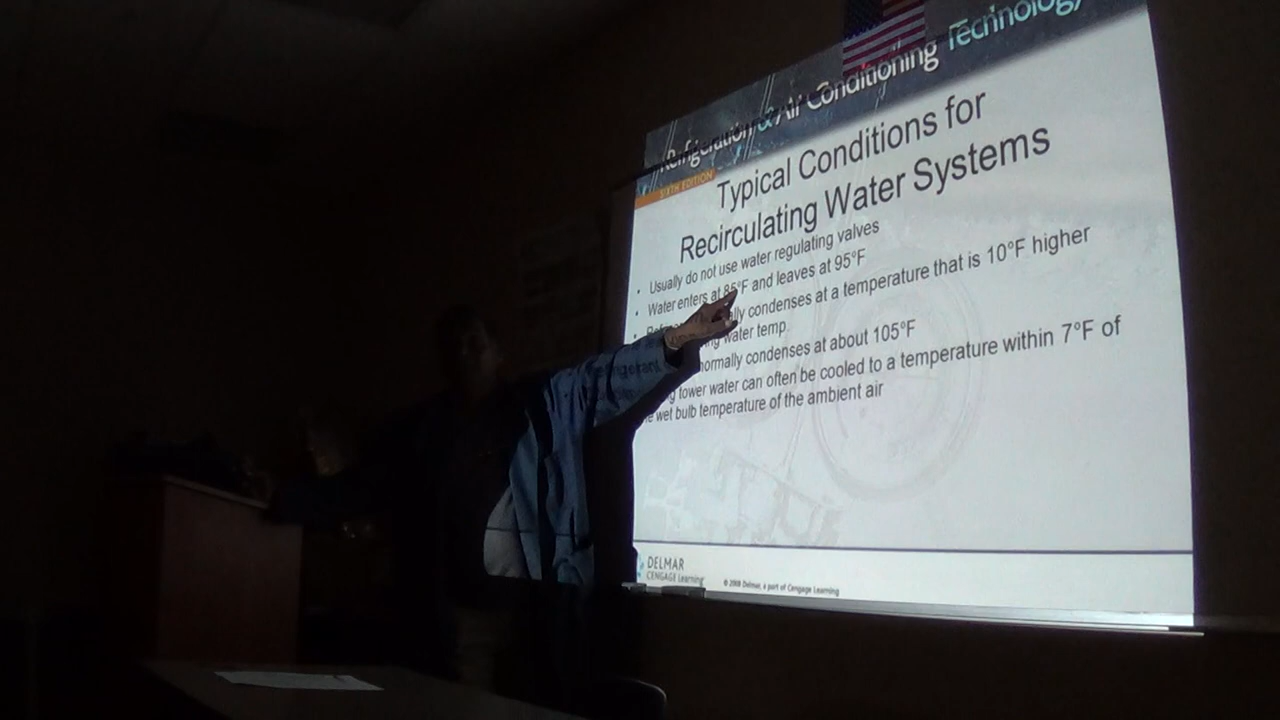 Refrigeration & Air Conditioning Technology
SIXTH EDITION
Typical Conditions for
Recirculating Water Systems
• Usually do not use water regulating valves
• Water enters at 85°F and leaves at 95°F
• condenses at a temperature that is 10°F higher
water temp.
normally condenses at about 105°F
tower water can often be cooled to a temperature within 7°F of
wet bulb temperature of the ambient air
DELMAR
CENGAGE Learning
© 2009 Delmar, a part of Cengage Learning